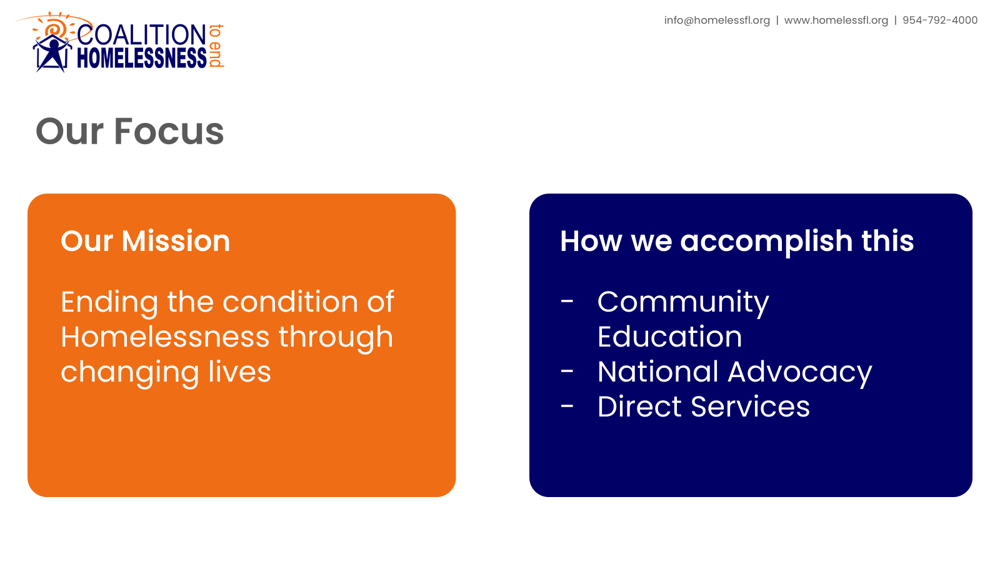 COALITION
to end
HOMELESSNESS
info@homelessfl.org | www.homelessfl.org | 954-792-4000
Our Focus
Our Mission
Ending the condition of
Homelessness through
changing lives
How we accomplish this
- Community
Education
- National Advocacy
- Direct Services